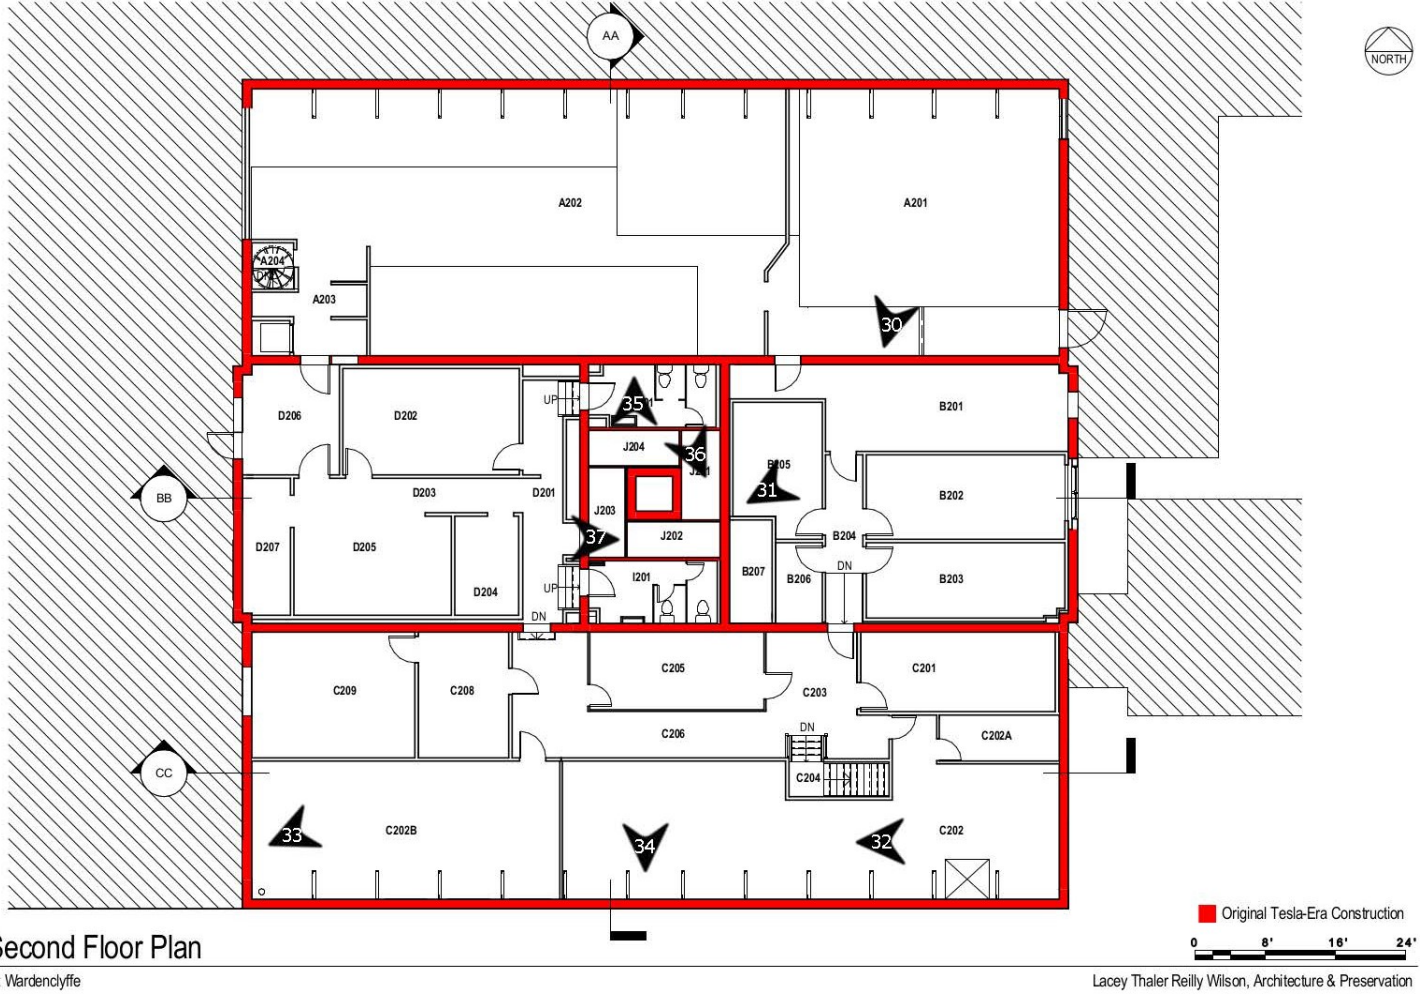 AA
NORTH
A202
A201
A204
DN
A203
30
D206
D202
UP
35
B201
J204
36
B205
31
BB
D203
D201
J203
B202
37
J202
B204
D207
D205
D204
UP
I201
B207
B206
DN
B203
DN
C209
C208
C205
C203
C201
C206
DN
C202A
CC
C204
33
C202B
34
32
C202
Original Tesla-Era Construction
0 8' 16' 24'
Second Floor Plan
Wardenclyffe
Lacey Thaler Reilly Wilson, Architecture & Preservation